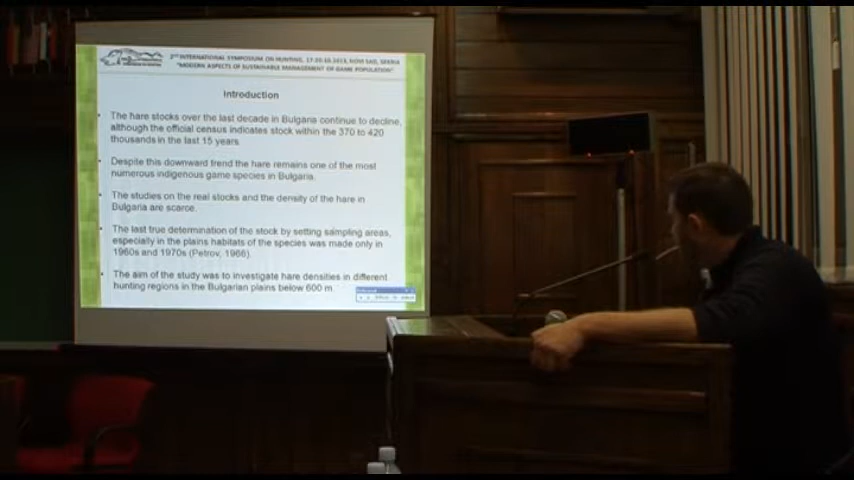 2nd INTERNATIONAL SYMPOSIUM ON HUNTING, 17-20.10.2013, NOVI SAD, SERBIA
"MODERN ASPECTS OF SUSTAINABLE MANAGEMENT OF GAME POPULATION"
Introduction
• The hare stocks over the last decade in Bulgaria continue to decline,
although the official census indicates stock within the 370 to 420
thousands in the last 15 years.
• Despite this downward trend the hare remains one of the most
numerous indigenous game species in Bulgaria.
• The studies on the real stocks and the density of the hare in
Bulgaria are scarce.
• The last true determination of the stock by setting sampling areas,
especially in the plains habitats of the species was made only in
1960s and 1970s (Petrov, 1966).
• The aim of the study was to investigate hare densities in different
hunting regions in the Bulgarian plains below 600 m.